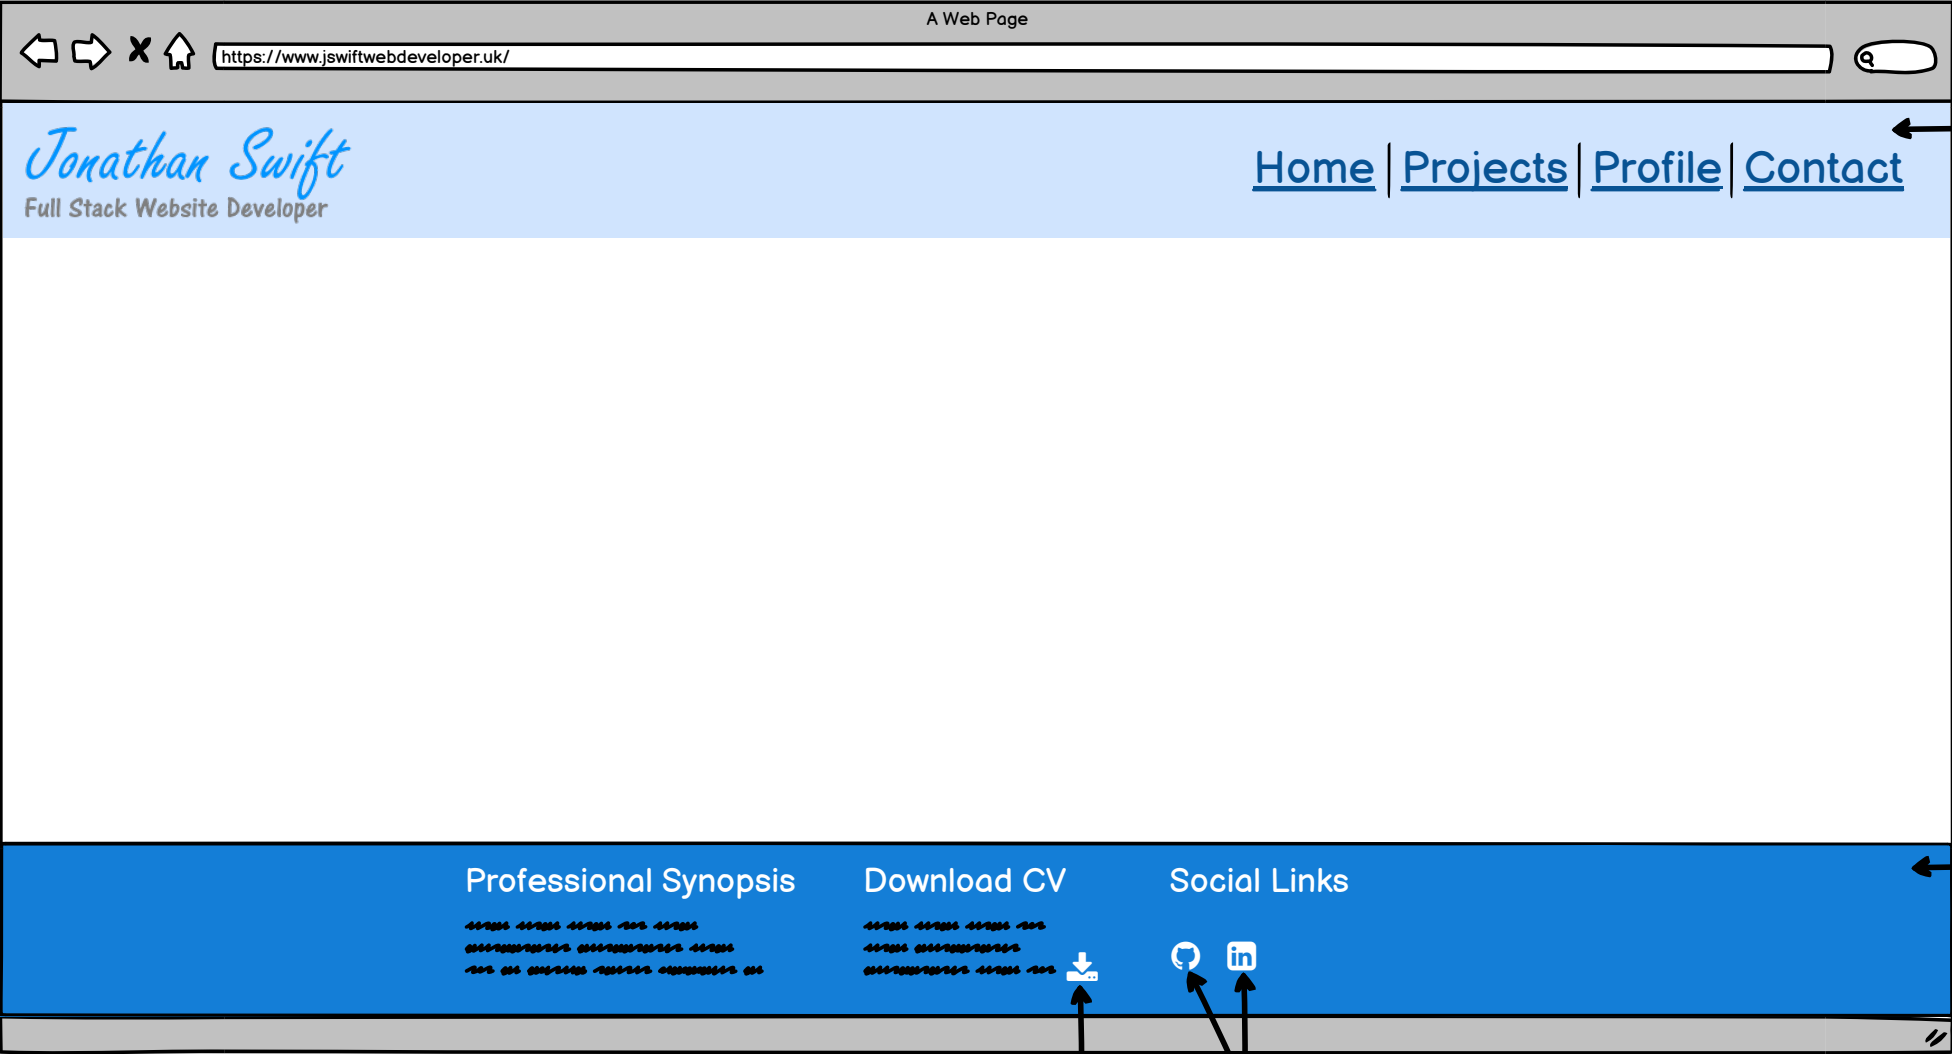 A Web Page
https://www.jswiftwebdeveloper.uk/
Jonathan Swift
Full Stack Website Developer
Home Projects Profile Contact
Professional Synopsis Download CV Social Links
in